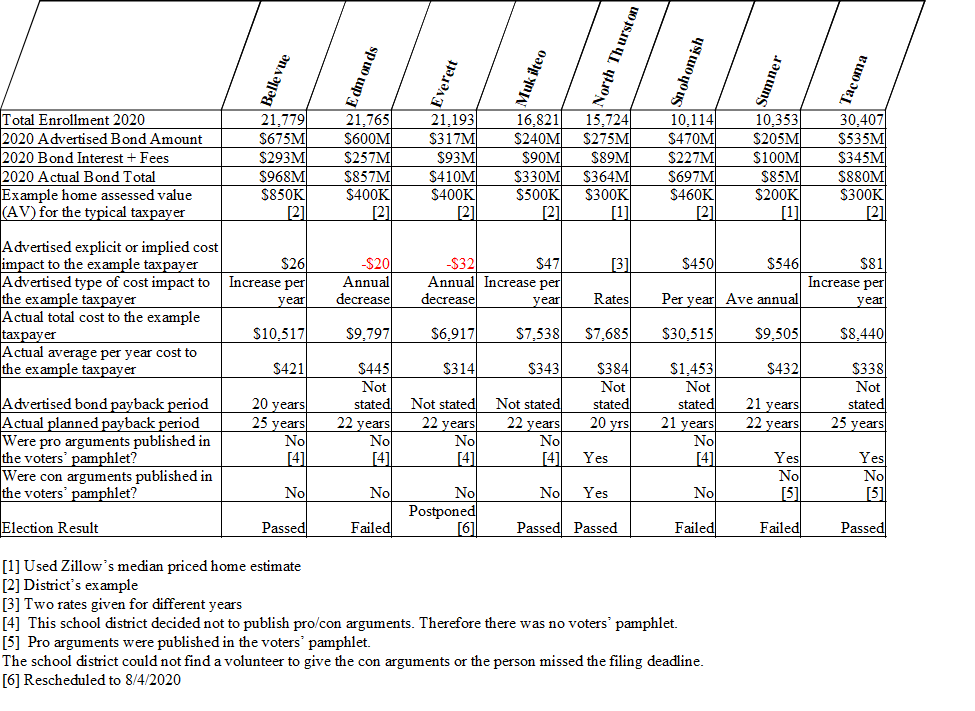 Bellevue Edmonds Everett Mukilteo North Thurston Snohomish Sumner Tacoma
Total Enrollment 2020 21,779 21,765 21,193 16,821 15,724 10,114 10,353 30,407
2020 Advertised Bond Amount $675M $600M $317M $240M $275M $470M $205M $535M
2020 Bond Interest + Fees $293M $257M $93M $90M $89M $227M $100M $345M
2020 Actual Bond Total $968M $857M $410M $330M $364M $697M $85M $880M
Example home assessed value $850K $400K $400K $500K $300K $460K $200K $300K
(AV) for the typical taxpayer [2] [2] [2] [2] [1] [2] [1] [2]
Advertised explicit or implied cost
impact to the example taxpayer $26 -$20 -$32 $47 [3] $450 $546 $81
Advertised type of cost impact to Increase per Annual Annual Increase per Increase per
the example taxpayer year decrease decrease year Rates Per year Ave annual year
Actual total cost to the example
taxpayer $10,517 $9,797 $6,917 $7,538 $7,685 $30,515 $9,505 $8,440
Actual average per year cost to
the example taxpayer $421 $445 $314 $343 $384 $1,453 $432 $338
Not Not Not Not
Advertised bond payback period 20 years stated Not stated Not stated stated stated 21 years stated
Actual planned payback period 25 years 22 years 22 years 22 years 20 yrs 21 years 22 years 25 years
Were pro arguments published in No No No No No
the voters’ pamphlet? [4] [4] [4] [4] Yes [4] Yes Yes
Were con arguments published in No No
the voters’ pamphlet? No No No No Yes No [5] [5]
Postponed
Election Result Passed Failed [6] Passed Passed Failed Failed Passed
[1] Used Zillow’s median priced home estimate
[2] District’s example
[3] Two rates given for different years
[4] This school district decided not to publish pro/con arguments. Therefore there was no voters’ pamphlet.
[5] Pro arguments were published in the voters’ pamphlet.
The school district could not find a volunteer to give the con arguments or the person missed the filing deadline.
[6] Rescheduled to 8/4/2020